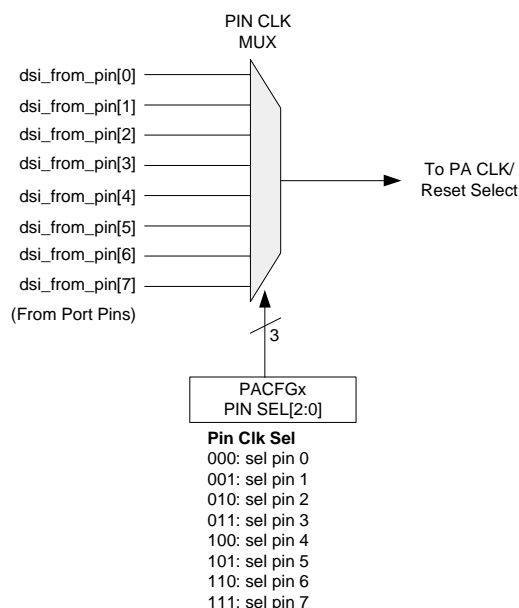 PIN CLK
MUX
dsi_from_pin[0]
dsi_from_pin[1]
dsi_from_pin[2]
dsi_from_pin[3]
dsi_from_pin[4]
dsi_from_pin[5]
dsi_from_pin[6]
dsi_from_pin[7]
(From Port Pins)
To PA CLK/
Reset Select
3
PACFGx
PIN SEL[2:0]
Pin Clk Sel
000: sel pin 0
001: sel pin 1
010: sel pin 2
011: sel pin 3
100: sel pin 4
101: sel pin 5
110: sel pin 6
111: sel pin 7